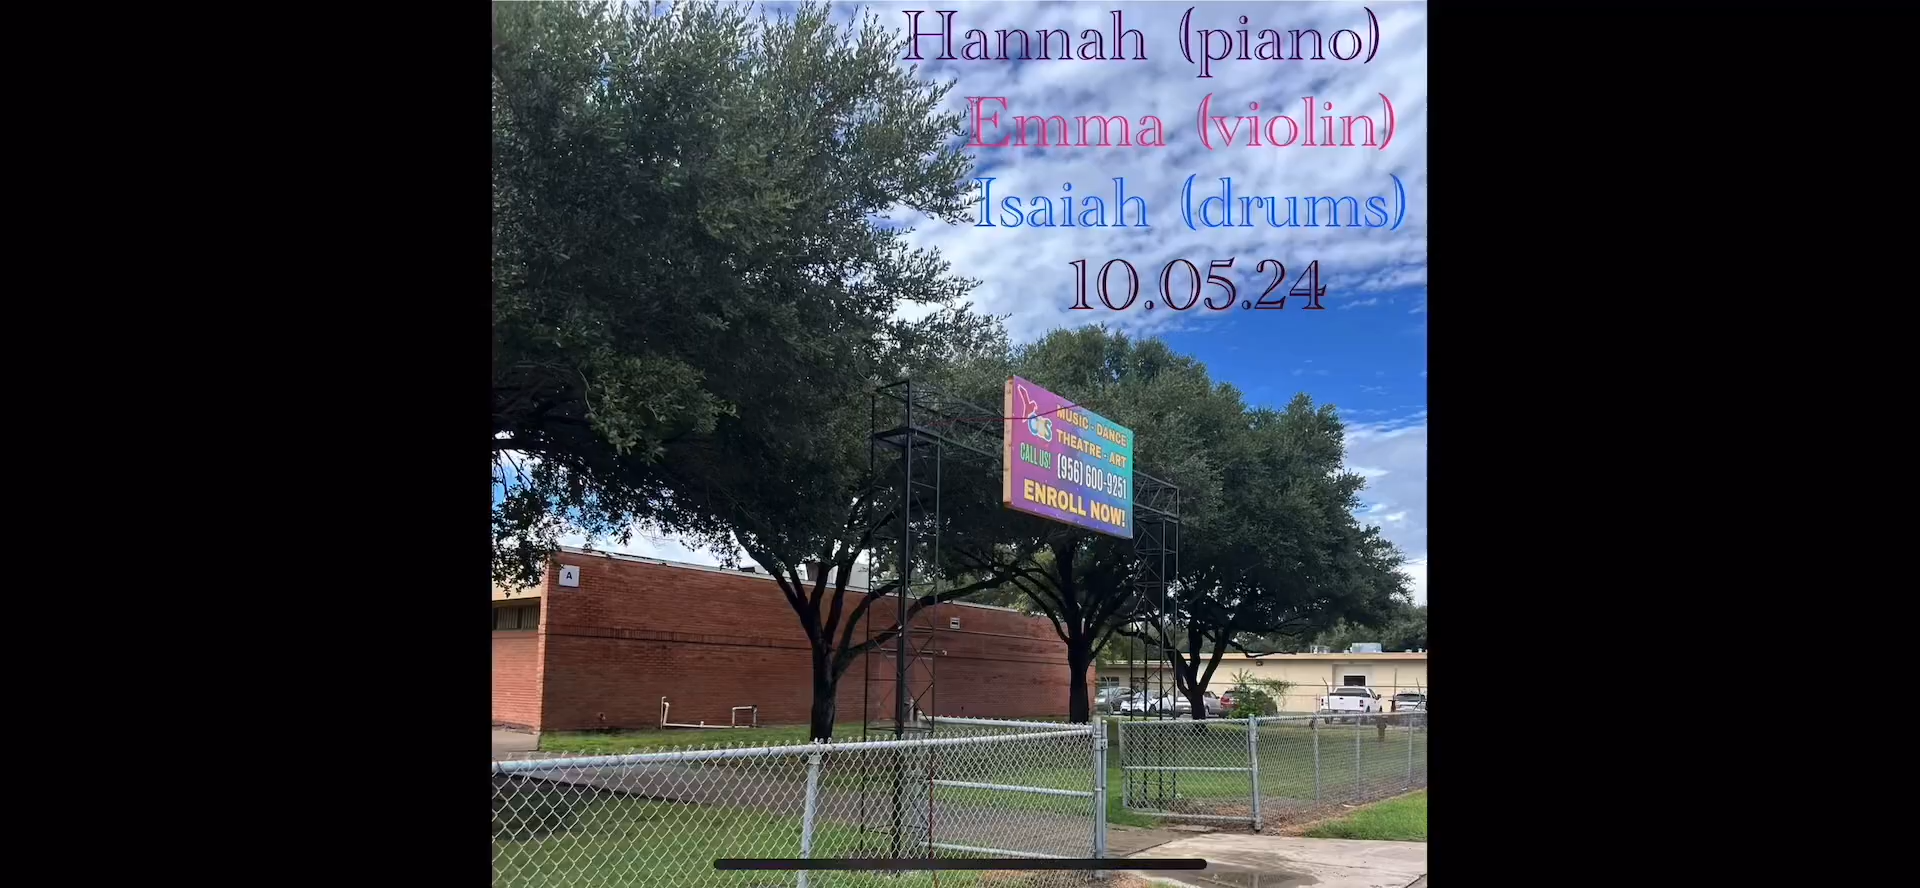 Hannah (piano)
Emma (violin)
Isaiah (drums)
10.05.24
MUSIC - DANCE
THEATRE - ART
CALL US! (956) 600-9251
ENROLL NOW!
A